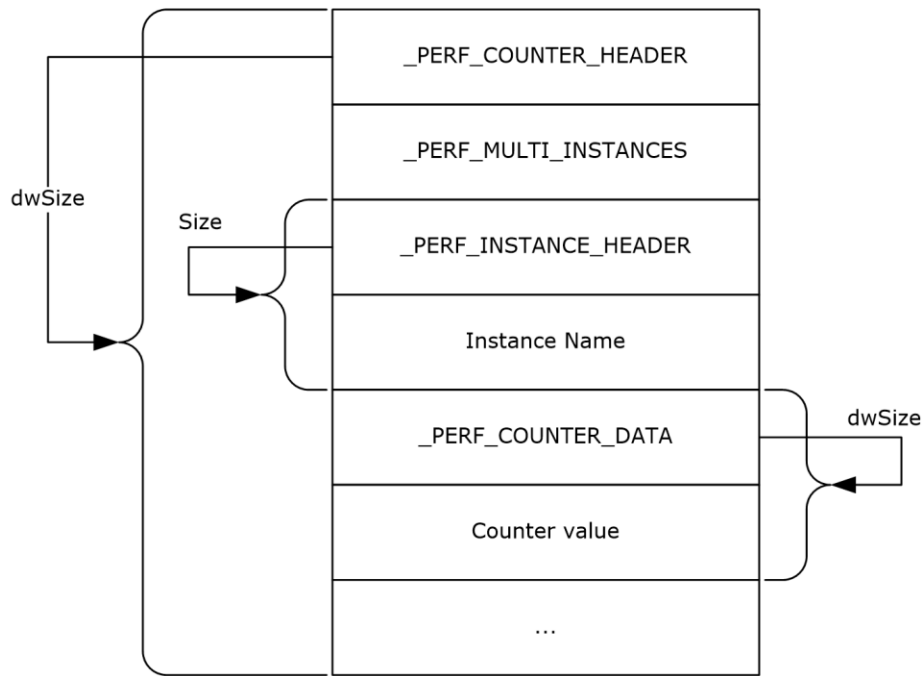 _PERF_COUNTER_HEADER
_PERF_MULTI_INSTANCES
dwSize
Size
_PERF_INSTANCE_HEADER
Instance Name
_PERF_COUNTER_DATA
dwSize
Counter value
...